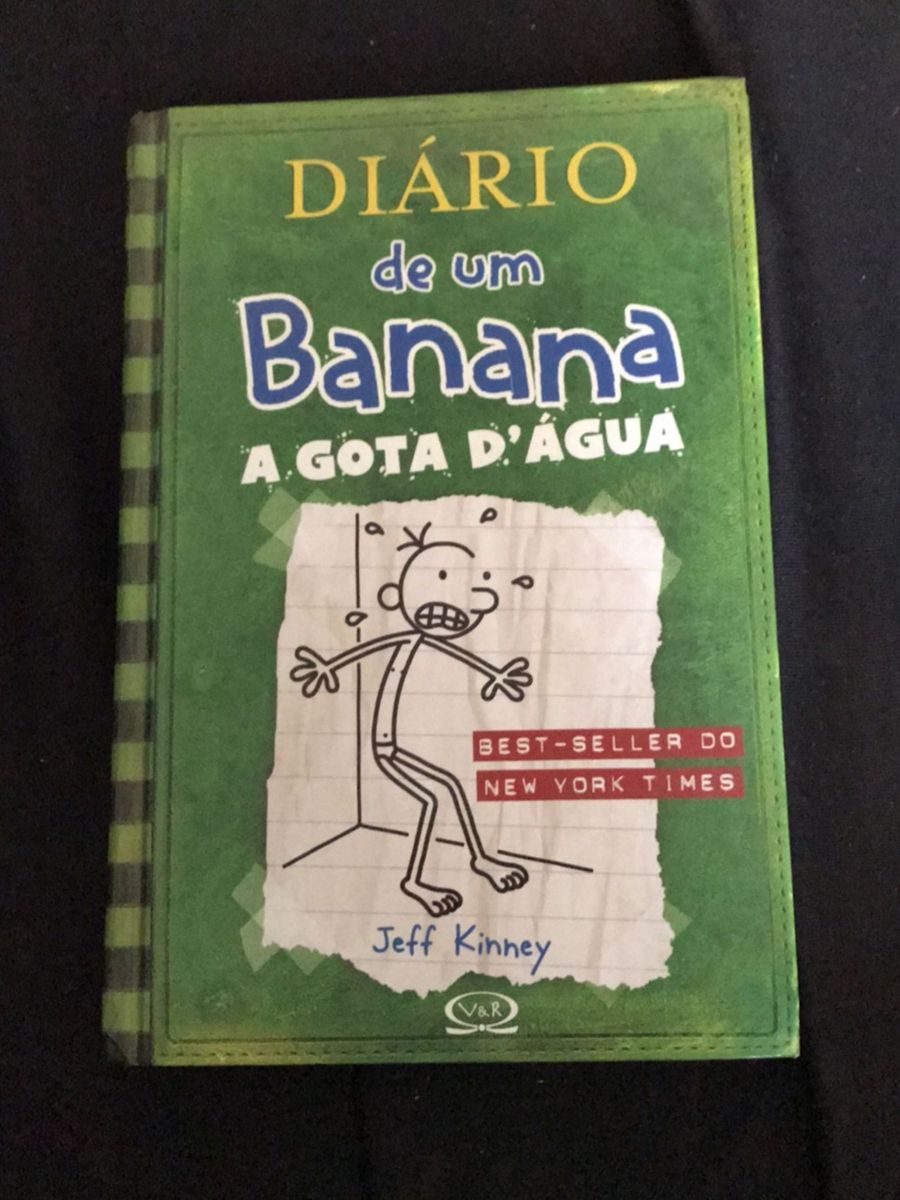 DIÁRIO
de um
Banana
A GOTA D'ÁGUA
BEST-SELLER DO
NEW YORK TIMES
Jeff Kinney
V&R